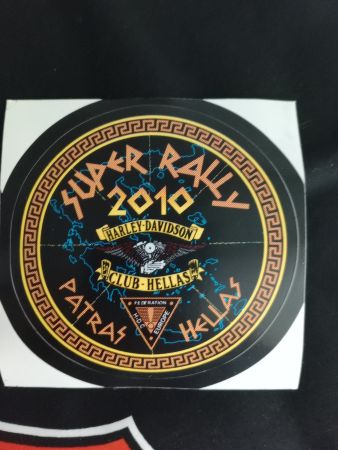 SUPER RALLY
2010
HARLEY-DAVIDSON
CLUB·HELLAS
FEDERATION
H-D C
EUROPE
PATRAS HELLAS